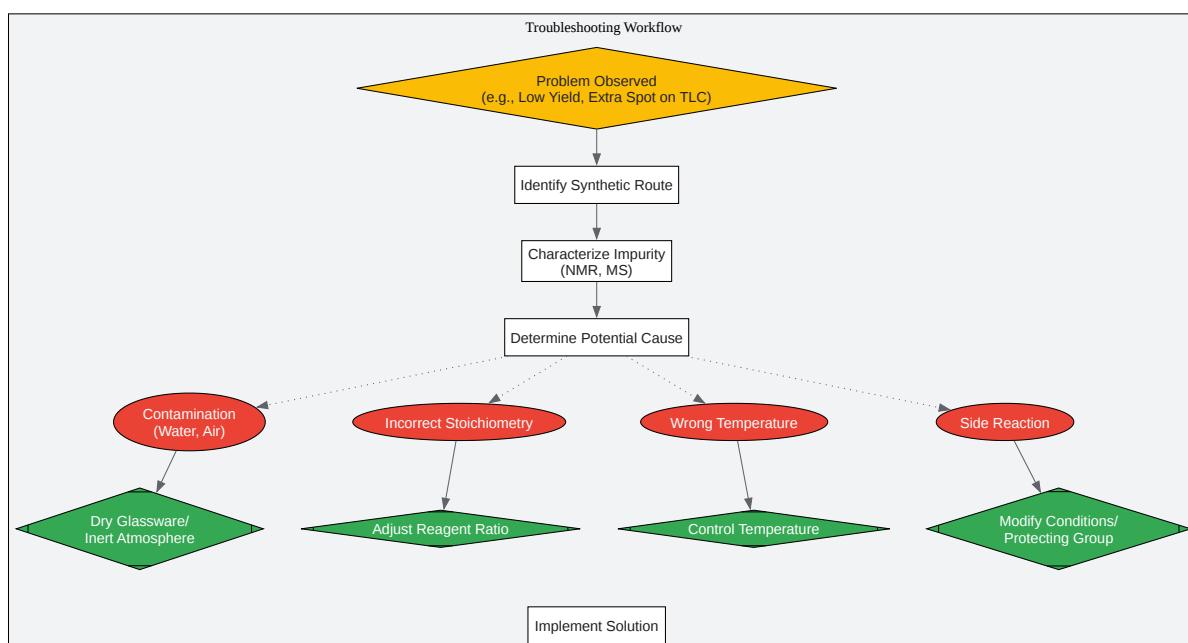 Troubleshooting Workflow
Problem Observed
(e.g., Low Yield, Extra Spot on TLC)
Identify Synthetic Route
Characterize Impurity
(NMR, MS)
Determine Potential Cause
Contamination
(Water, Air)
Incorrect Stoichiometry
Wrong Temperature
Side Reaction
Dry Glassware/
Inert Atmosphere
Adjust Reagent Ratio
Control Temperature
Modify Conditions/
Protecting Group
Implement Solution